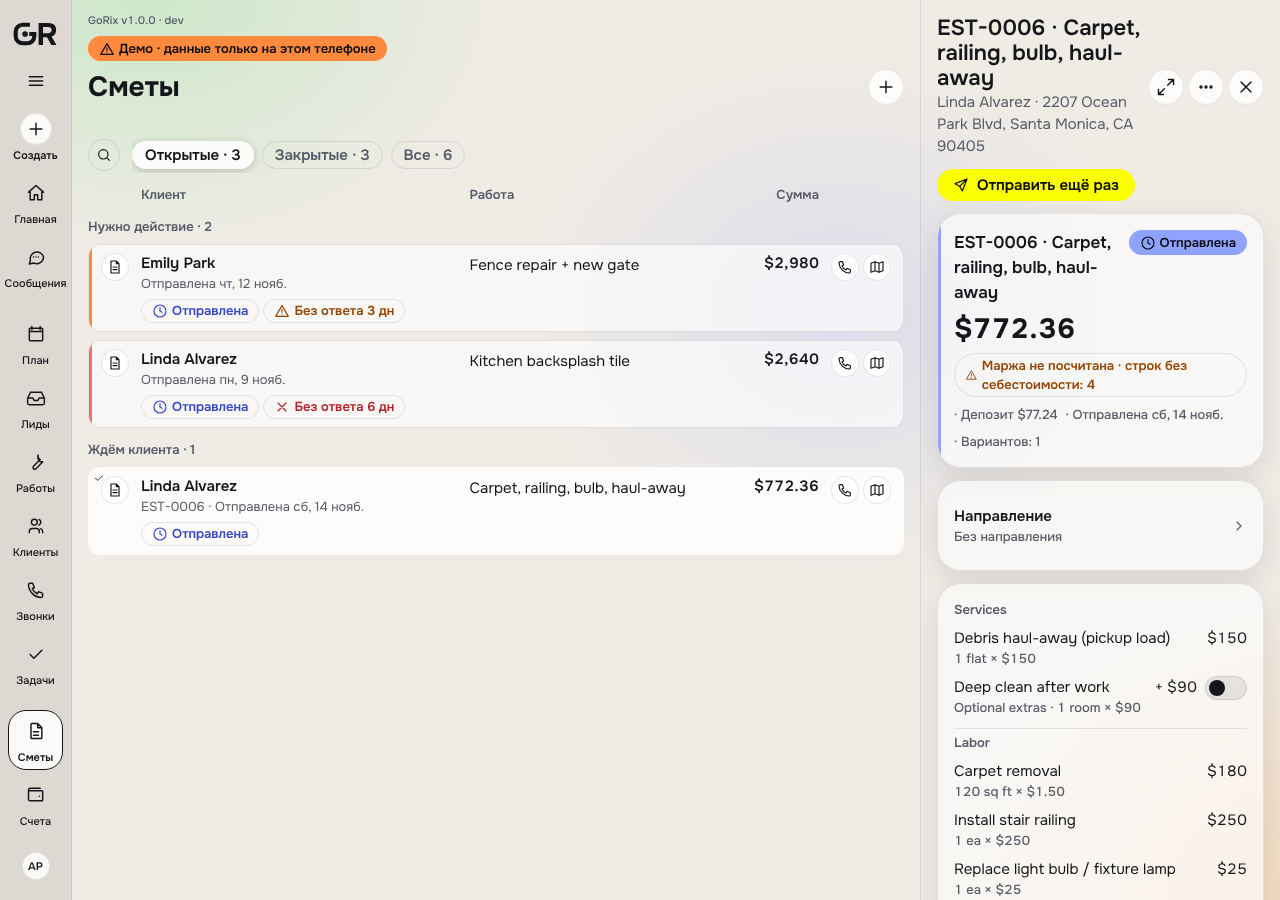 GR
Создать
Главная
Сообщения
План
Лиды
Работы
Клиенты
Звонки
Задачи
Сметы
Счета
AP
GoRix v1.0.0 · dev
Демо · данные только на этом телефоне
Сметы
Открытые · 3
Закрытые · 3
Все · 6
Клиент
Работа
Сумма
Нужно действие · 2
Emily Park
Fence repair + new gate
$2,980
Отправлена чт, 12 нояб.
Отправлена
Без ответа 3 дн
Linda Alvarez
Kitchen backsplash tile
$2,640
Отправлена пн, 9 нояб.
Отправлена
Без ответа 6 дн
Ждём клиента · 1
Linda Alvarez
Carpet, railing, bulb, haul-away
$772.36
EST-0006 · Отправлена сб, 14 нояб.
Отправлена
EST-0006 · Carpet,
railing, bulb, haul-
away
Linda Alvarez · 2207 Ocean
Park Blvd, Santa Monica, CA
90405
Отправить ещё раз
EST-0006 · Carpet,
railing, bulb, haul-
away
Отправлена
$772.36
Маржа не посчитана · строк без
себестоимости: 4
· Депозит $77.24 · Отправлена сб, 14 нояб.
· Вариантов: 1
Направление
Без направления
Services
Debris haul-away (pickup load) $150
1 flat × $150
Deep clean after work + $90
Optional extras · 1 room × $90
Labor
Carpet removal $180
120 sq ft × $1.50
Install stair railing $250
1 ea × $250
Replace light bulb / fixture lamp $25
1 ea × $25